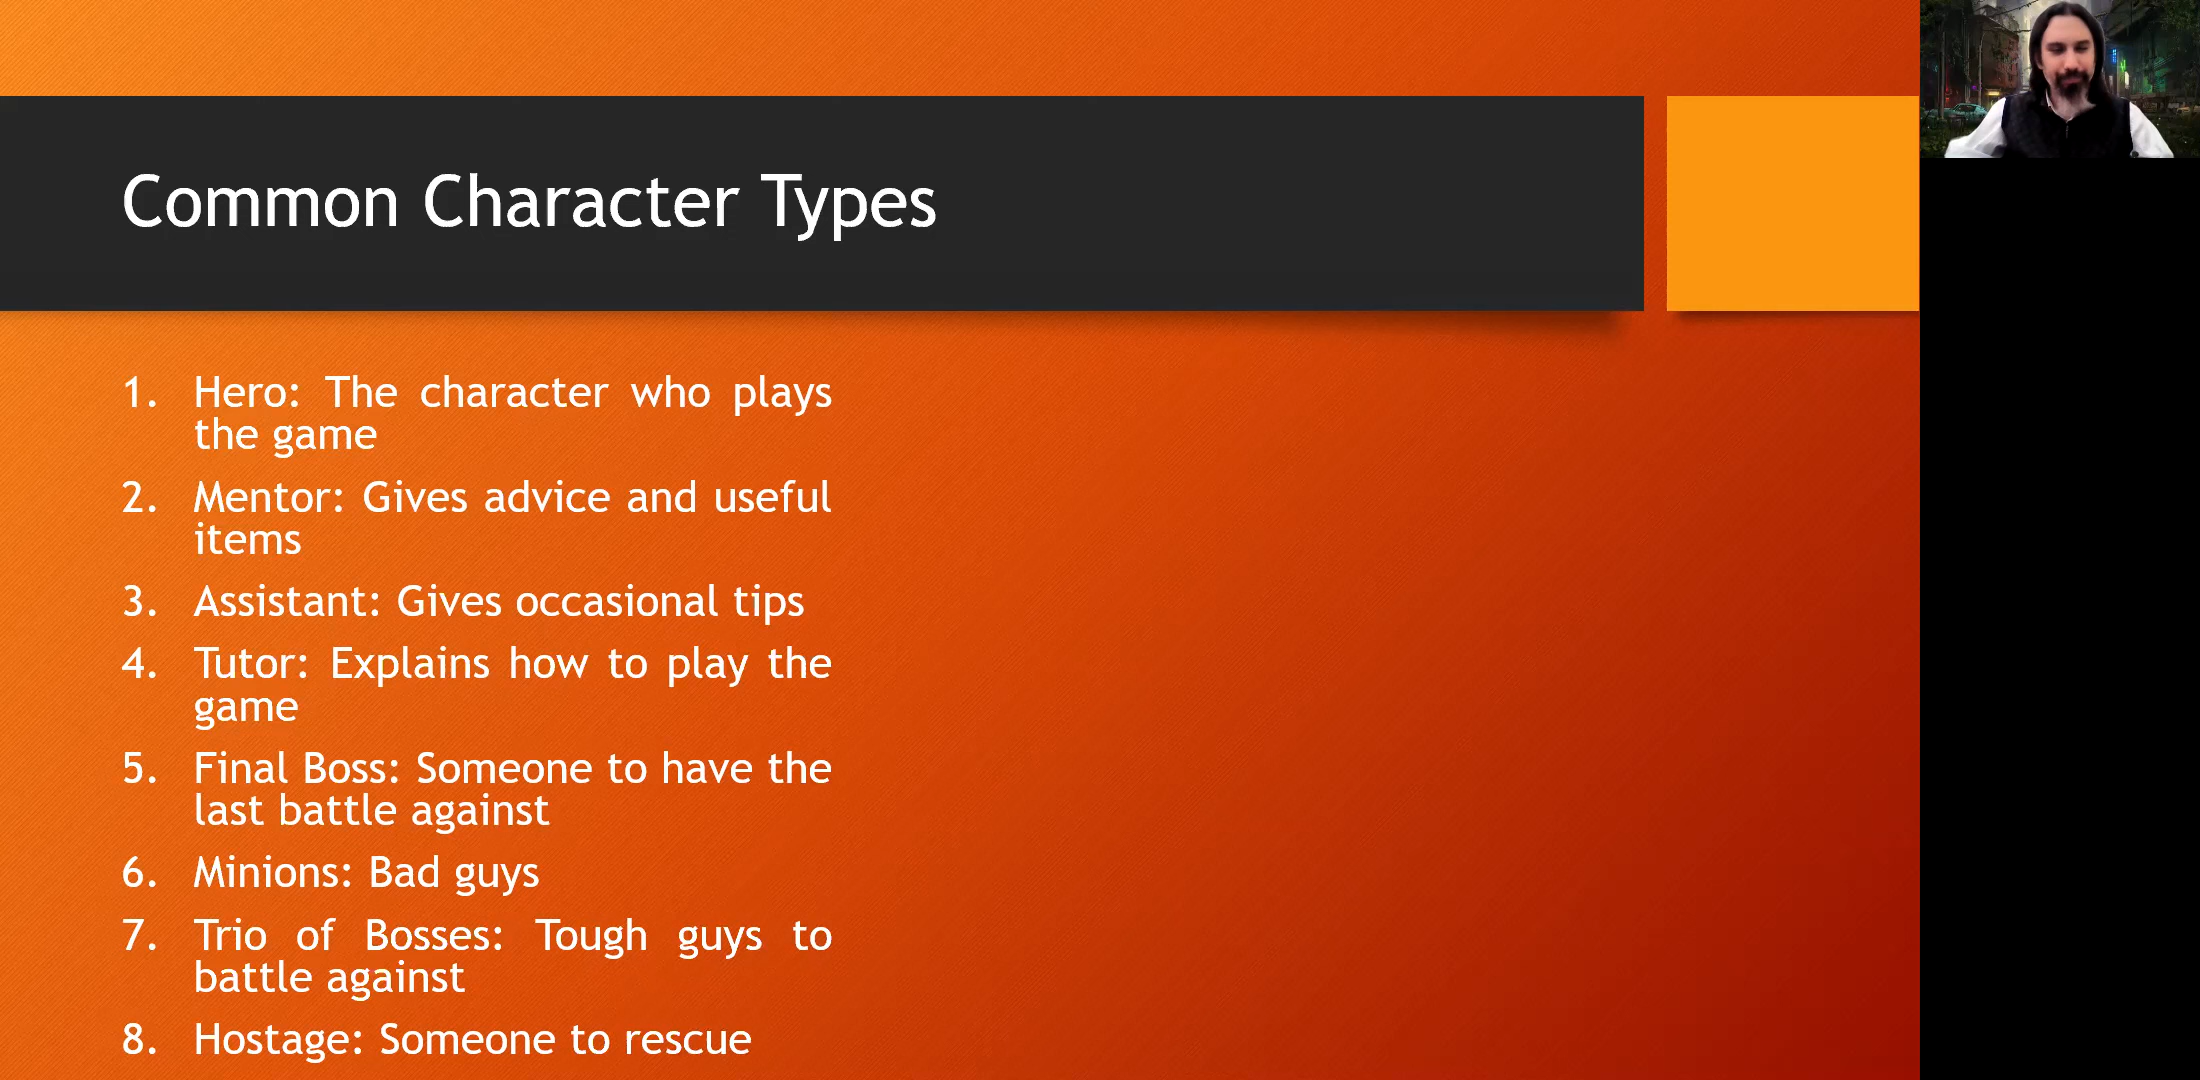 Common Character Types
1. Hero: The character who plays
the game
2. Mentor: Gives advice and useful
items
3. Assistant: Gives occasional tips
4. Tutor: Explains how to play the
game
5. Final Boss: Someone to have the
last battle against
6. Minions: Bad guys
7. Trio of Bosses: Tough guys to
battle against
8. Hostage: Someone to rescue